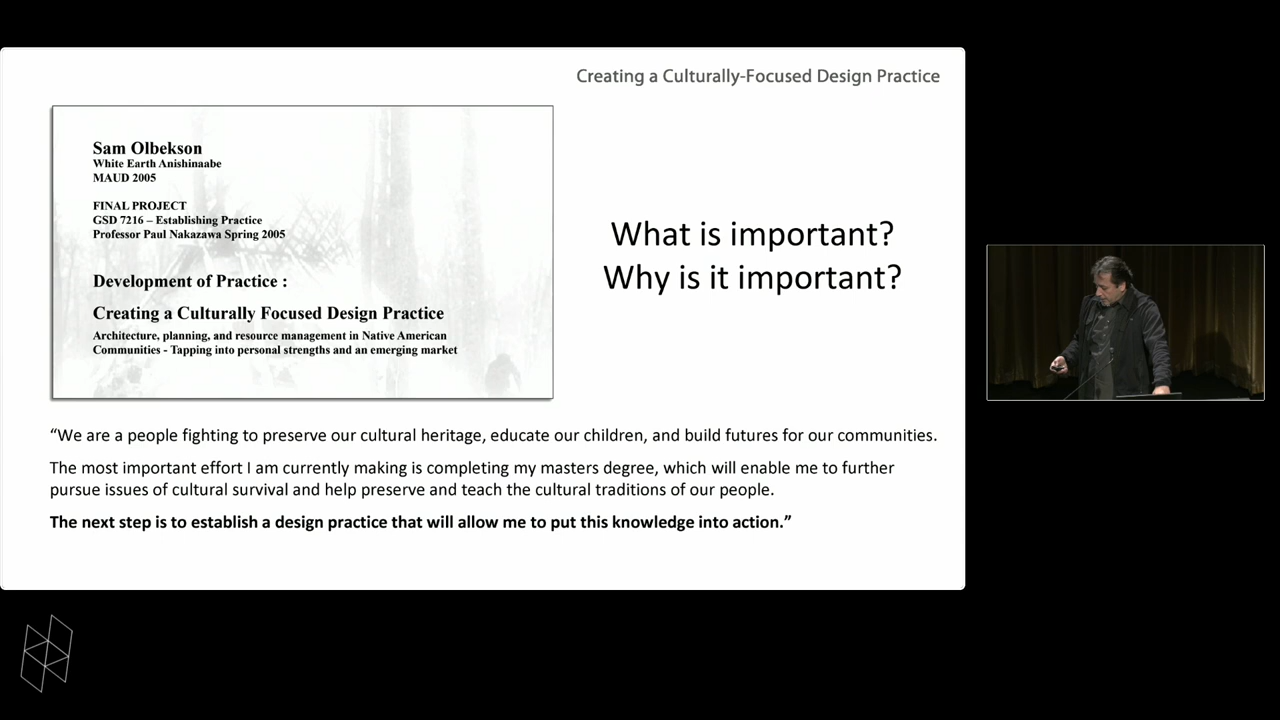 Creating a Culturally-Focused Design Practice
Sam Olbekson
White Earth Anishinaabe
MAUD 2005
FINAL PROJECT
GSD 7216 – Establishing Practice
Professor Paul Nakazawa Spring 2005
Development of Practice :
Creating a Culturally Focused Design Practice
Architecture, planning, and resource management in Native American
Communities - Tapping into personal strengths and an emerging market
What is important?
Why is it important?
“We are a people fighting to preserve our cultural heritage, educate our children, and build futures for our communities.
The most important effort I am currently making is completing my masters degree, which will enable me to further
pursue issues of cultural survival and help preserve and teach the cultural traditions of our people.
The next step is to establish a design practice that will allow me to put this knowledge into action.”